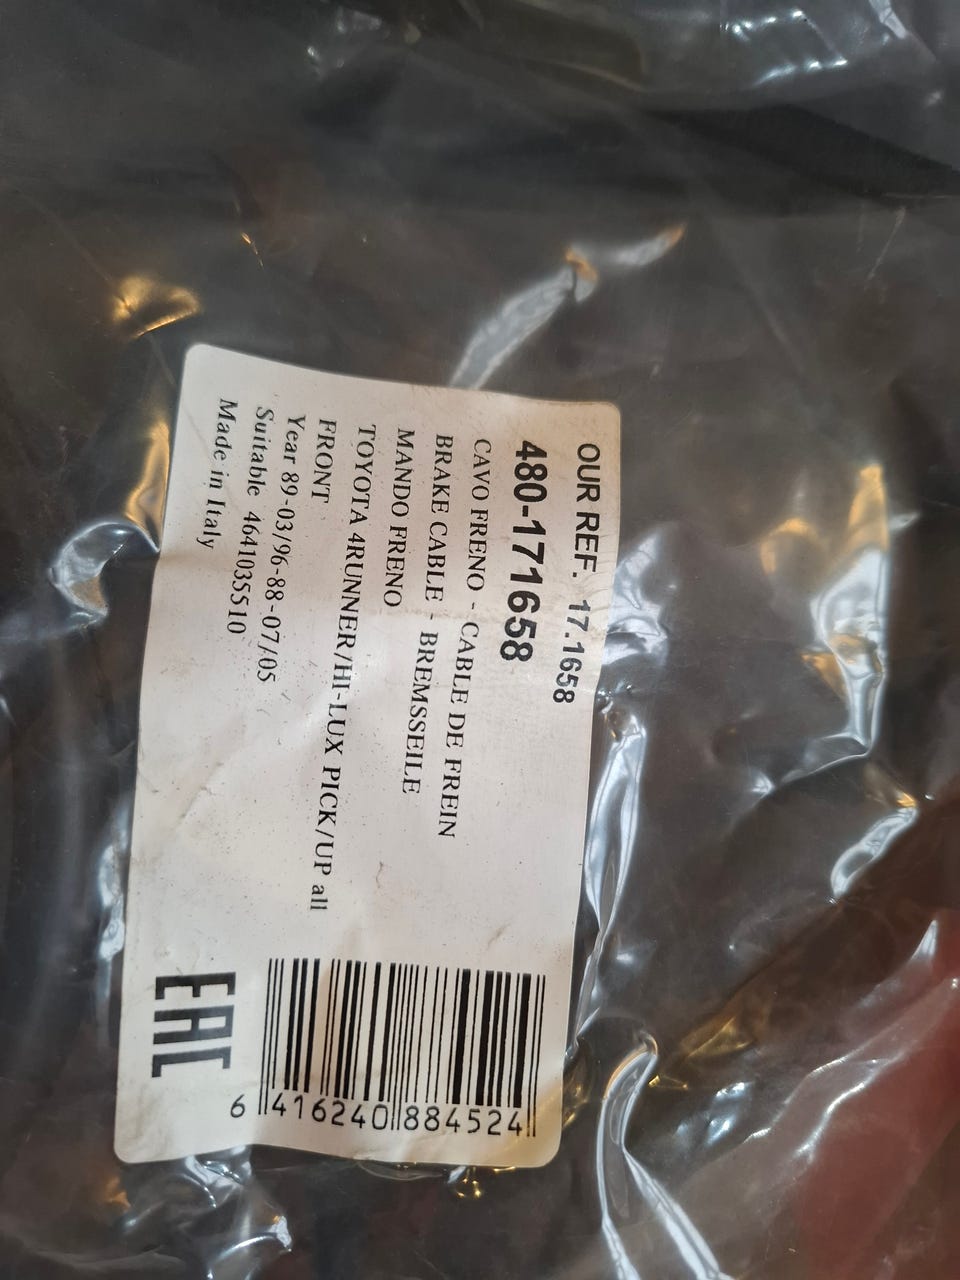 OUR REF. 17.1658
480-171658
CAVO FRENO - CABLE DE FREIN
BRAKE CABLE - BREMSSEILE
MANDO FRENO
TOYOTA 4RUNNER/HI-LUX PICK/UP all
FRONT
Year 89-03/96-88-07/05
Suitable 4641035510
Made in Italy
EAC
6 416240 884524